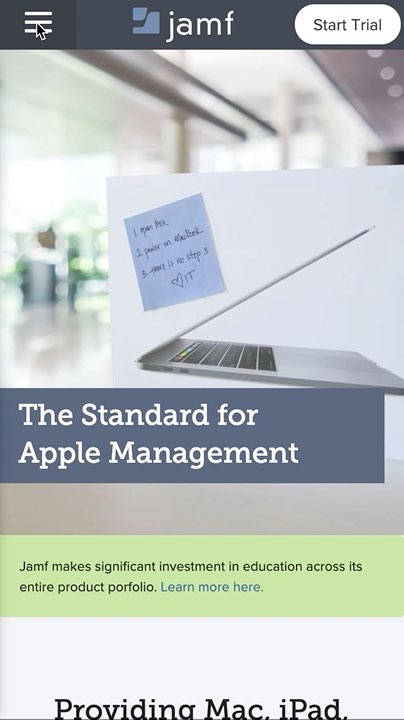 jamf
Start Trial
1. open box
2. power on MacBook
3. there is no step 3
♡IT
The Standard for
Apple Management
Jamf makes significant investment in education across its
entire product porfolio. Learn more here.
Providing Mac, iPad,